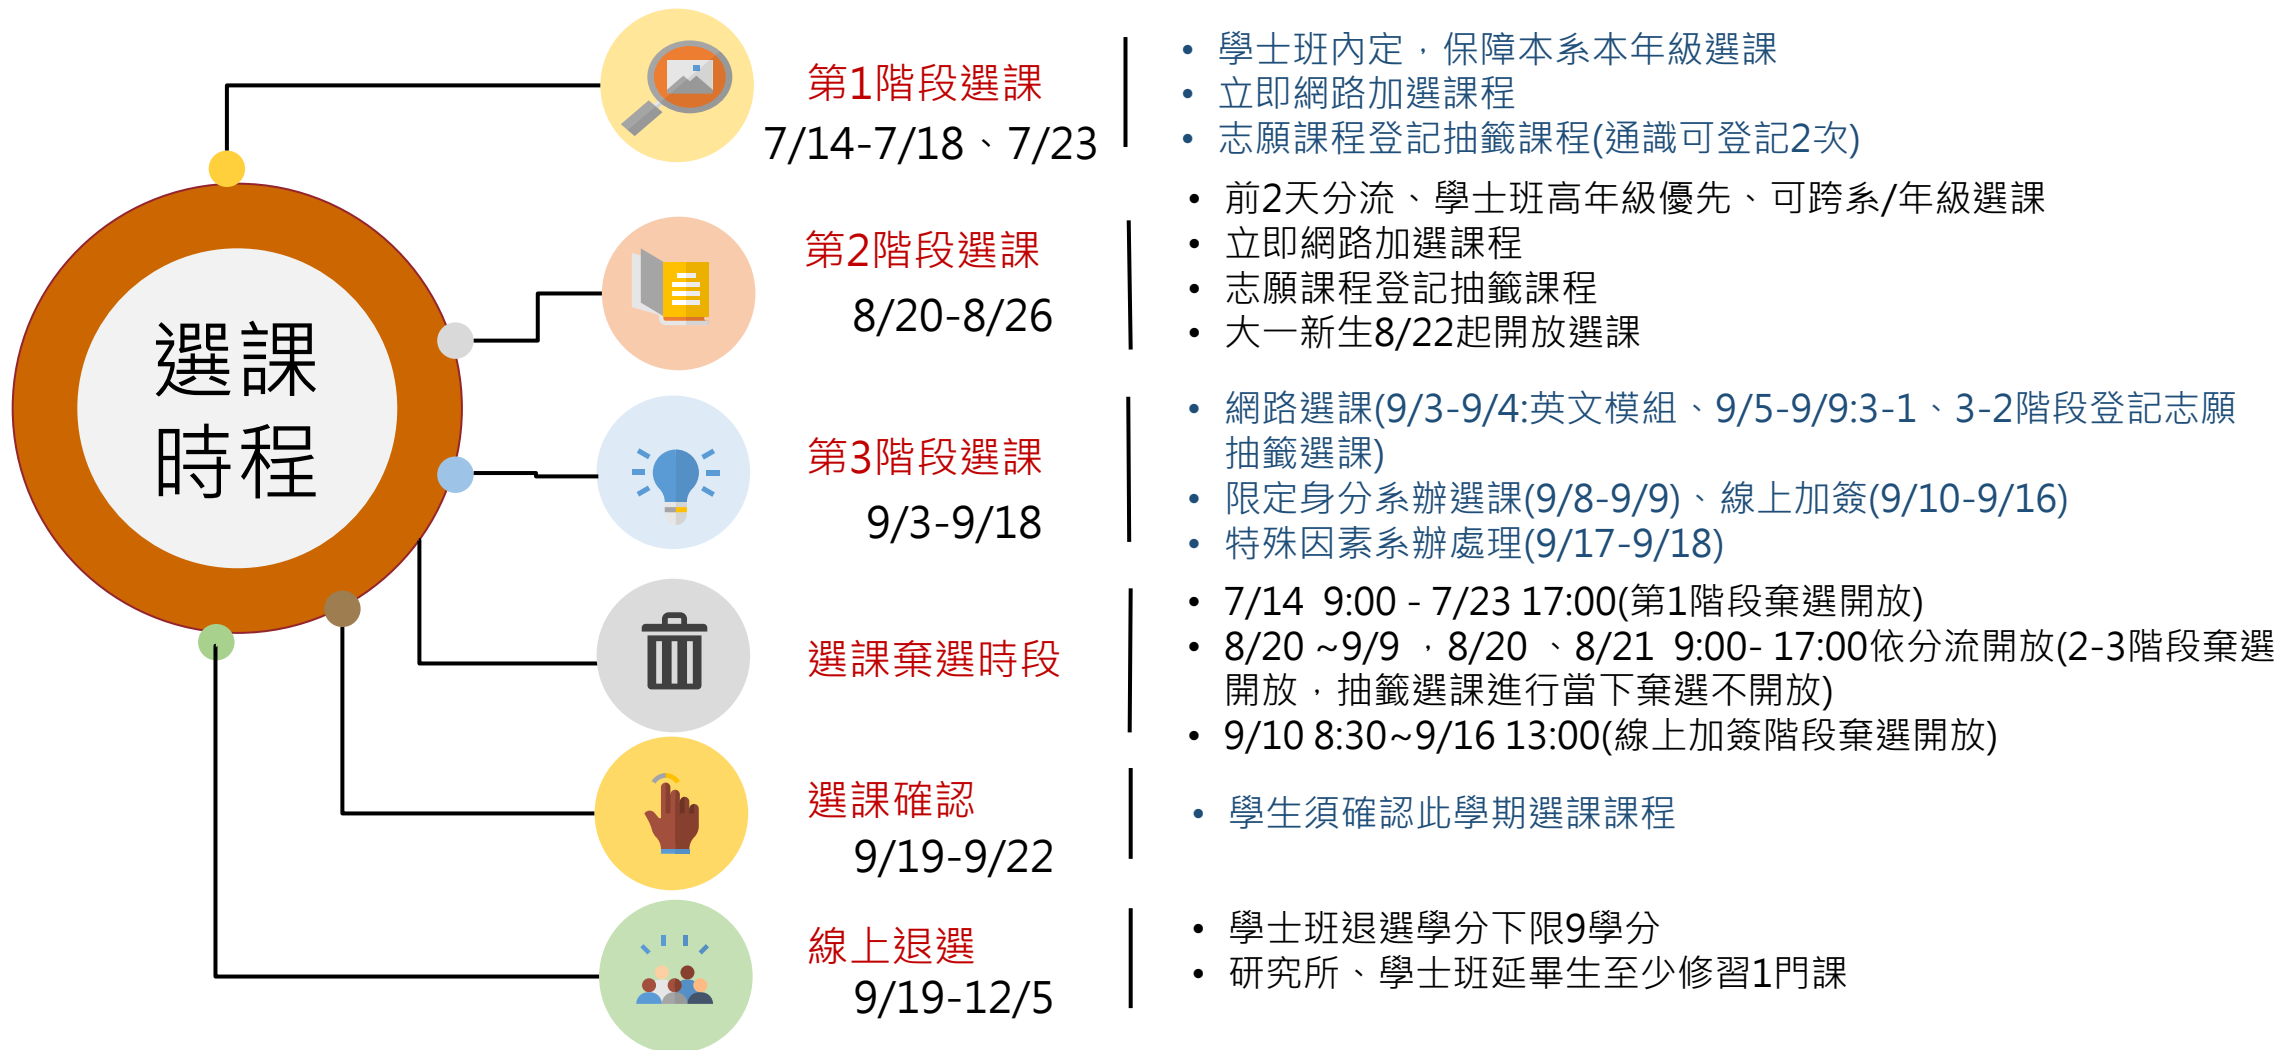 選課
時程
第1階段選課
7/14-7/18、7/23
• 學士班內定，保障本系本年級選課
• 立即網路加選課程
• 志願課程登記抽籤課程(通識可登記2次)
第2階段選課
8/20-8/26
• 前2天分流、學士班高年級優先、可跨系/年級選課
• 立即網路加選課程
• 志願課程登記抽籤課程
• 大一新生8/22起開放選課
第3階段選課
9/3-9/18
• 網路選課(9/3-9/4:英文模組、9/5-9/9:3-1、3-2階段登記志願
抽籤選課)
• 限定身分系辦選課(9/8-9/9)、線上加簽(9/10-9/16)
• 特殊因素系辦處理(9/17-9/18)
選課棄選時段
• 7/14 9:00 - 7/23 17:00(第1階段棄選開放)
• 8/20 ~9/9 ，8/20 、8/21 9:00- 17:00依分流開放(2-3階段棄選
開放，抽籤選課進行當下棄選不開放)
• 9/10 8:30~9/16 13:00(線上加簽階段棄選開放)
選課確認
9/19-9/22
• 學生須確認此學期選課課程
線上退選
9/19-12/5
• 學士班退選學分下限9學分
• 研究所、學士班延畢生至少修習1門課